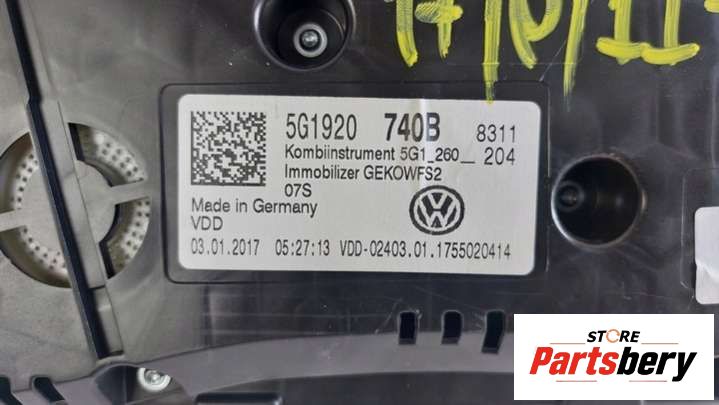 5G1920 740B 8311
Kombiinstrument 5G1_260__ 204
Immobilizer GEKOWFS2
07S
Made in Germany
VDD
03.01.2017 05:27:13 VDD-02403.01.1755020414
STORE
Partsbery